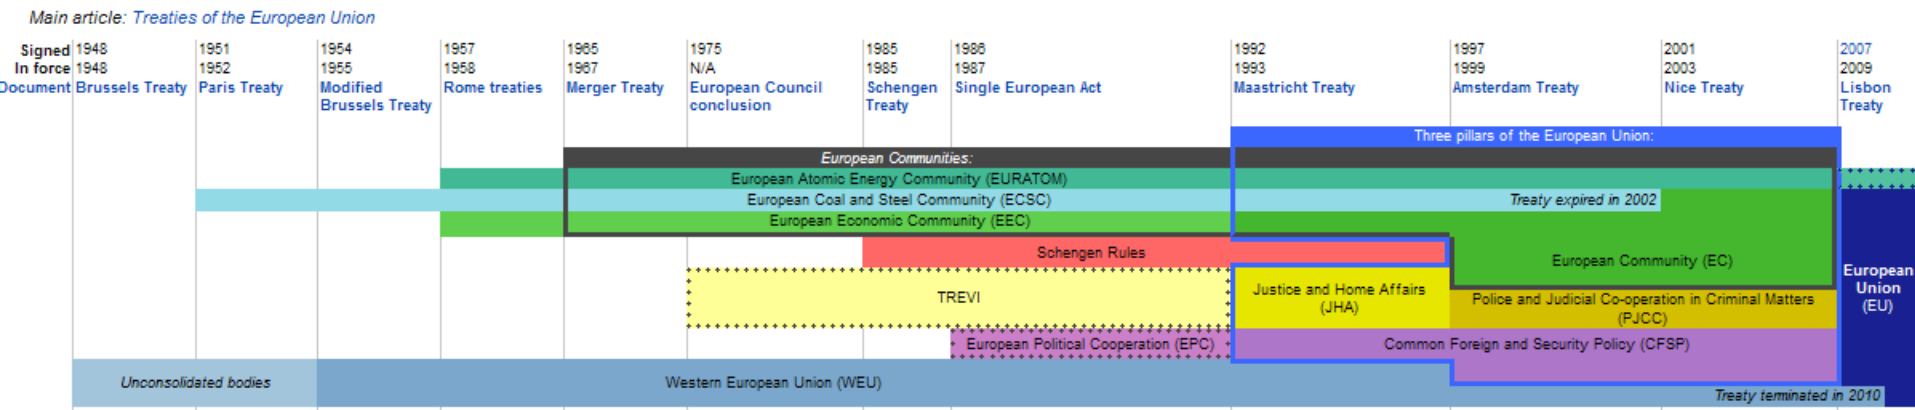 Main article: Treaties of the European Union
Signed 1948 1951 1954 1957 1965 1975 1985 1986 1992 1997 2001 2007
In force 1948 1952 1955 1958 1967 N/A 1985 1987 1993 1999 2003 2009
Document Brussels Treaty Paris Treaty Modified Rome treaties Merger Treaty European Council Schengen Single European Act Maastricht Treaty Amsterdam Treaty Nice Treaty Lisbon
Brussels Treaty conclusion Treaty Treaty
Three pillars of the European Union:
European Communities:
European Atomic Energy Community (EURATOM)
European Coal and Steel Community (ECSC) Treaty expired in 2002
European Economic Community (EEC)
Schengen Rules
European Community (EC)
European
Union
(EU)
TREVI
Justice and Home Affairs
(JHA)
Police and Judicial Co-operation in Criminal Matters
(PJCC)
European Political Cooperation (EPC)
Common Foreign and Security Policy (CFSP)
Unconsolidated bodies
Western European Union (WEU)
Treaty terminated in 2010